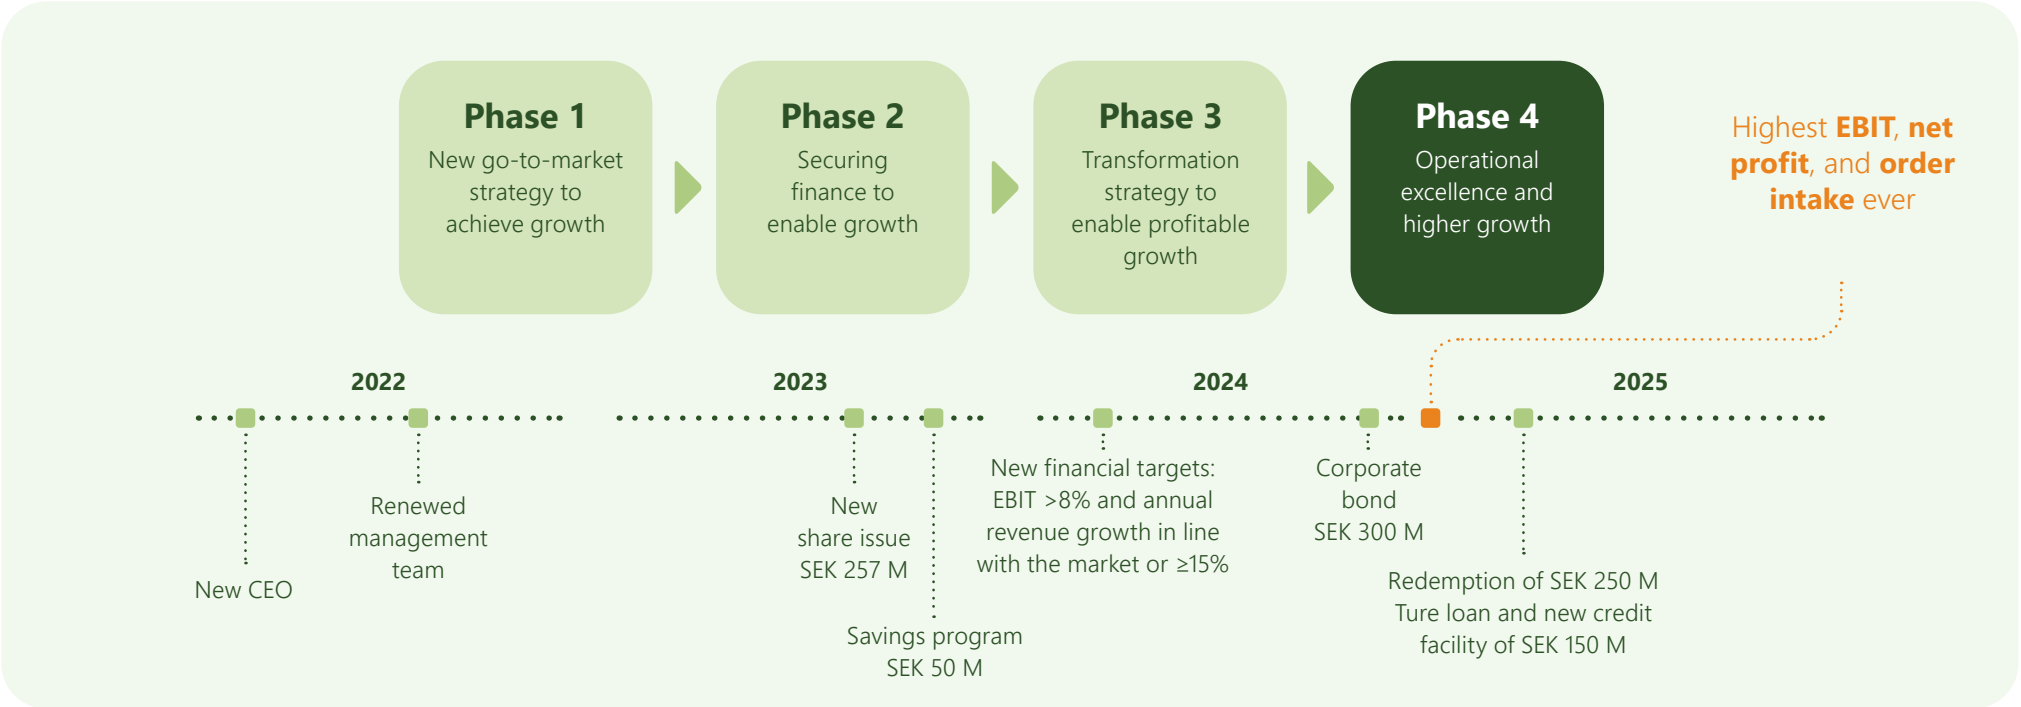 Phase 1
New go-to-market
strategy to
achieve growth
Phase 2
Securing
finance to
enable growth
Phase 3
Transformation
strategy to
enable profitable
growth
Phase 4
Operational
excellence and
higher growth
Highest EBIT, net
profit, and order
intake ever
2022
2023
2024
2025
New CEO
Renewed
management
team
New
share issue
SEK 257 M
Savings program
SEK 50 M
New financial targets:
EBIT >8% and annual
revenue growth in line
with the market or ≥15%
Corporate
bond
SEK 300 M
Redemption of SEK 250 M
Ture loan and new credit
facility of SEK 150 M